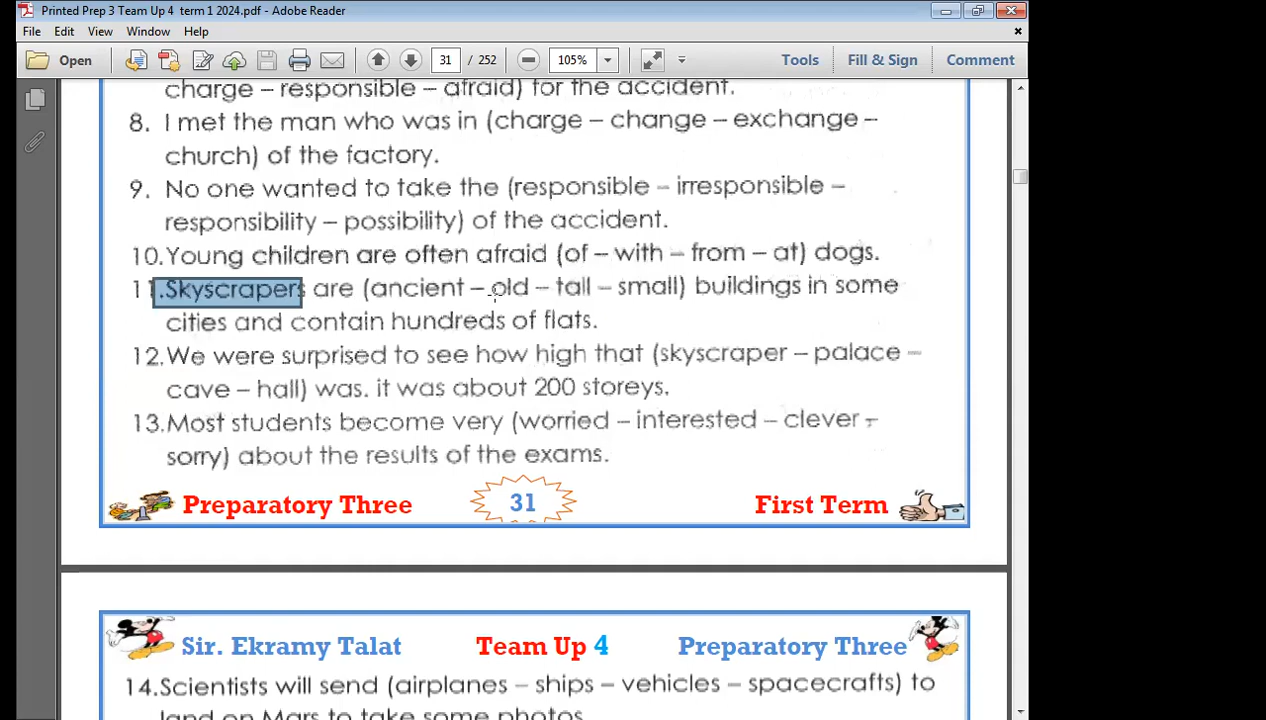 Printed Prep 3 Team Up 4  term 1 2024.pdf - Adobe Reader
File Edit View Window Help
Open 31 / 252 105% Tools Fill & Sign Comment
charge – responsible – afraid) for the accident.
8. I met the man who was in (charge – change – exchange –
church) of the factory.
9. No one wanted to take the (responsible – irresponsible –
responsibility – possibility) of the accident.
10.Young children are often afraid (of – with – from – at) dogs.
11.Skyscrapers are (ancient – old – tall – small) buildings in some
cities and contain hundreds of flats.
12.We were surprised to see how high that (skyscraper – palace –
cave – hall) was. it was about 200 storeys.
13.Most students become very (worried – interested – clever –
sorry) about the results of the exams.
Preparatory Three 31 First Term
Sir. Ekramy Talat Team Up 4 Preparatory Three
14.Scientists will send (airplanes – ships – vehicles – spacecrafts) to
land on Mars to take some photos